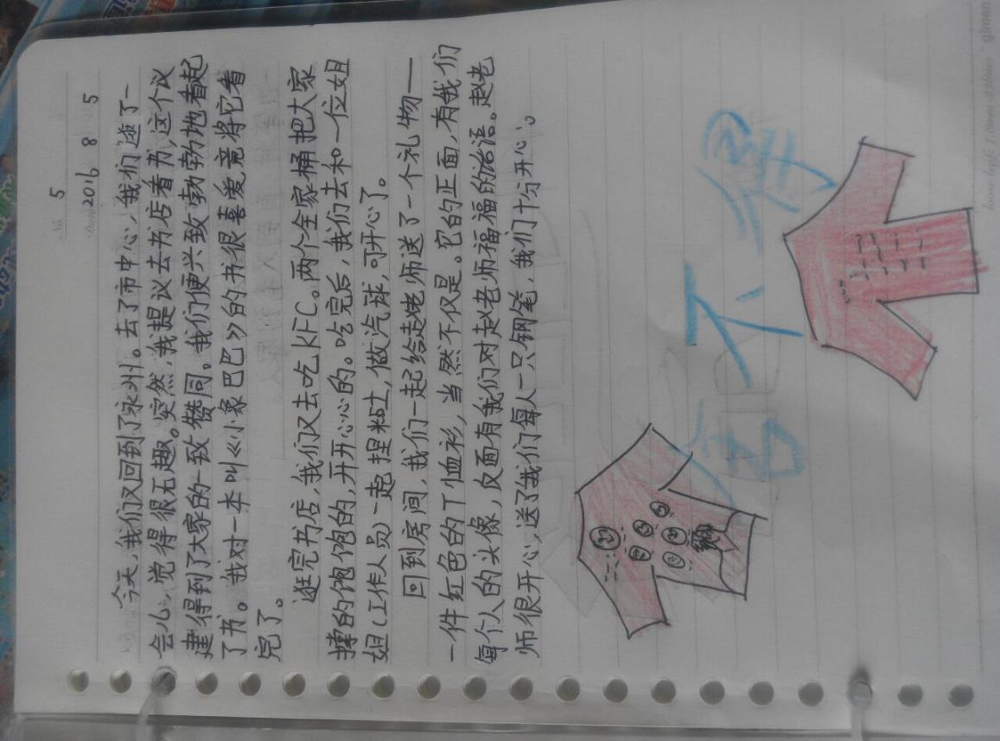 No. 5
Date 2016 8 5
今天,我们又回到了永州。去了市中心,我们逛了一
会儿,觉得很石趣。突然,我提议去书店看书,这个议
建得到了大家的一致赞同。我们便兴致勃勃地看起
了书。我对一本叫《小象巴巴》的书很喜爱竟将它看
完了。
逛完书店,我们又去吃KFC。两个全家桶把大家
撑的饱饱的,开开心心的。吃完后,我们去和一位姐
姐(工作人员)一起捏粘土,做汽球,可开心了。
回到房间,我们一起给赵老师送了一个礼物——
一件红色的T恤衫,当然不仅是。它的正面,有我们
每个人的头像,反面有我们对赵老师福福的话语。赵老
师很开心,送了我们每人一只钢笔,我们十分开心。
不